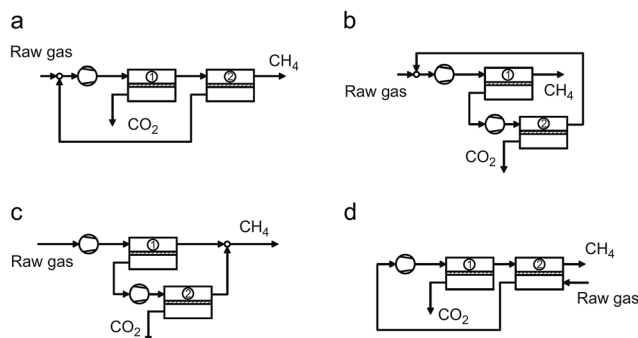 a
Raw gas
① ②
CH₄
CO₂
b
Raw gas
①
CH₄
②
CO₂
c
Raw gas
①
CH₄
②
CO₂
d
① ②
CH₄
Raw gas
CO₂